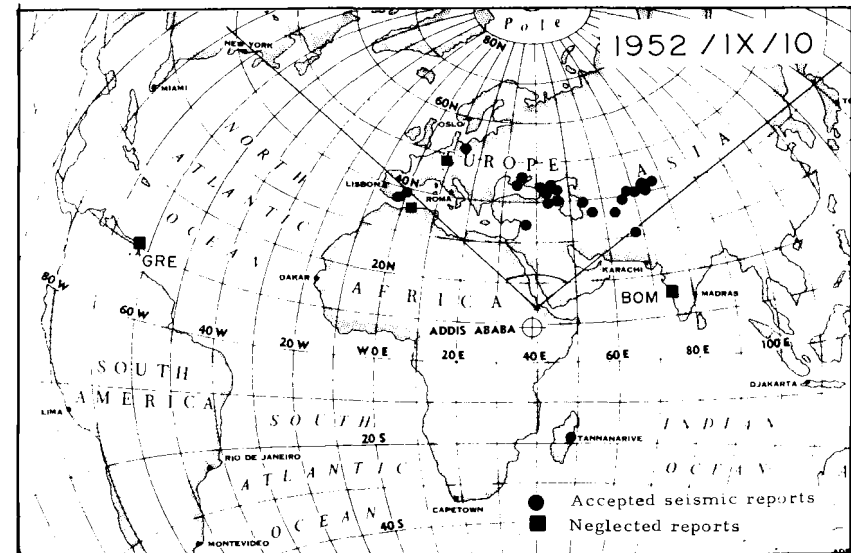 Pole
1952 /IX/10
NEW YORK
80N
MIAMI
60N
OSLO
NORTH
ATLANTIC
OCEAN
EUROPE
ASIA
LISBON
40N
ROMA
20N
DAKAR
AFRICA
KARACHI
BOM
MADRAS
GRE
80 W
60 W
40 W
20 W
W 0 E
20 E
40 E
60 E
80 E
100 E
ADDIS ABABA
SOUTH
AMERICA
DJAKARTA
LIMA
SOUTH
ATLANTIC
OCEAN
20 S
INDIAN
OCEAN
TANNANARIVE
RIO DE JANEIRO
CAPETOWN
40 S
MONTEVIDEO
Accepted seismic reports
Neglected reports